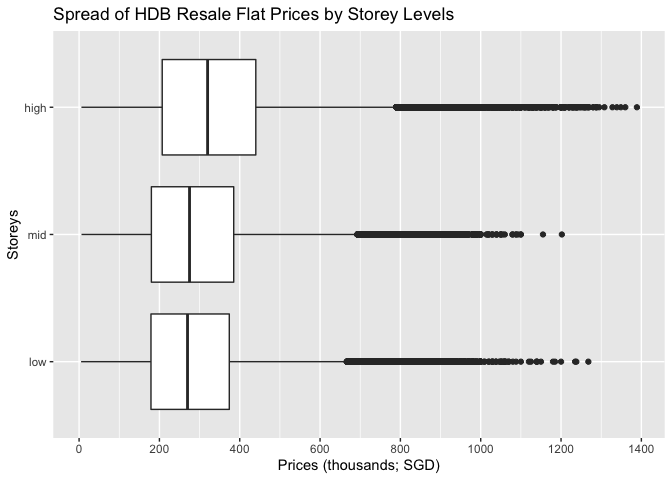 Spread of HDB Resale Flat Prices by Storey Levels
Storeys
high
mid
low
0 200 400 600 800 1000 1200 1400
Prices (thousands; SGD)